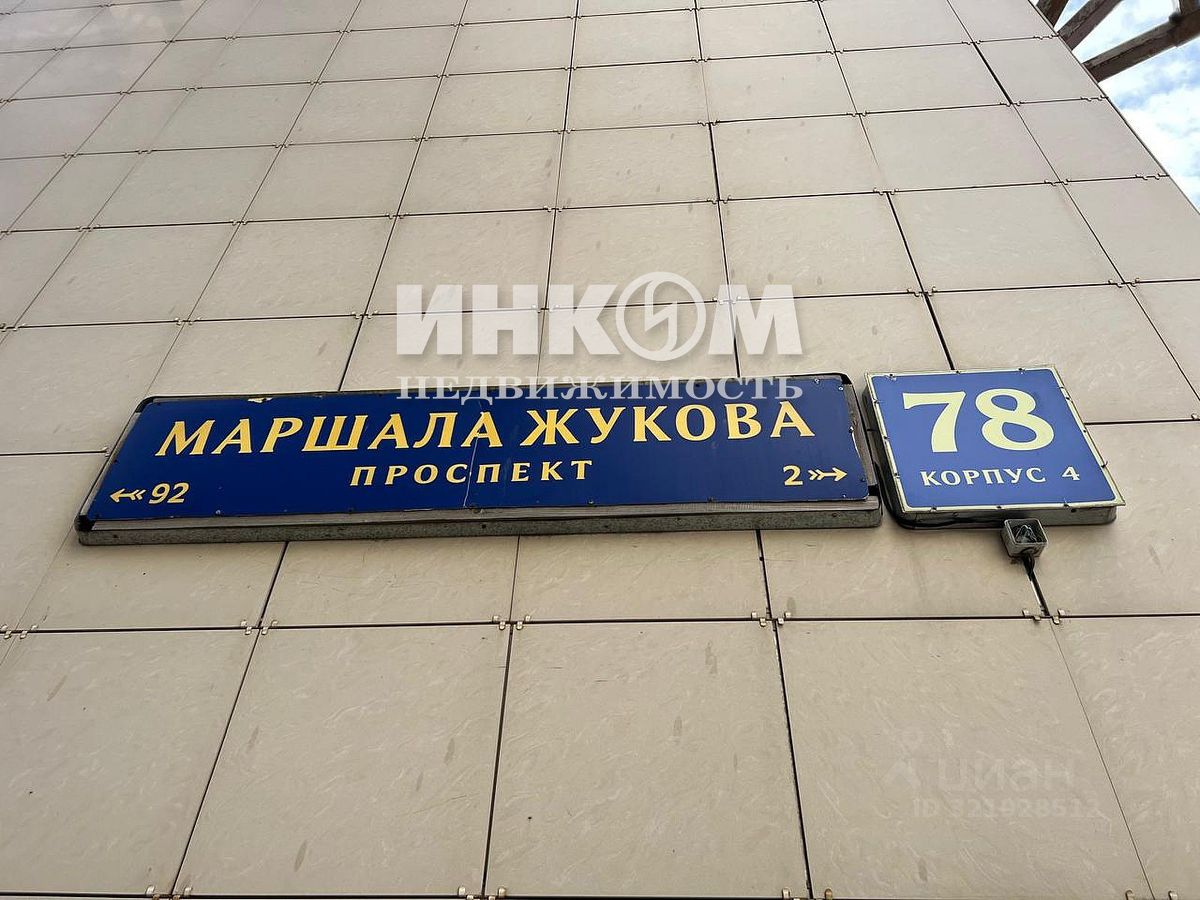 ИНКОМ
НЕДВИЖИМОСТЬ
МАРШАЛА ЖУКОВА
ПРОСПЕКТ
92
2
78
КОРПУС 4
циан